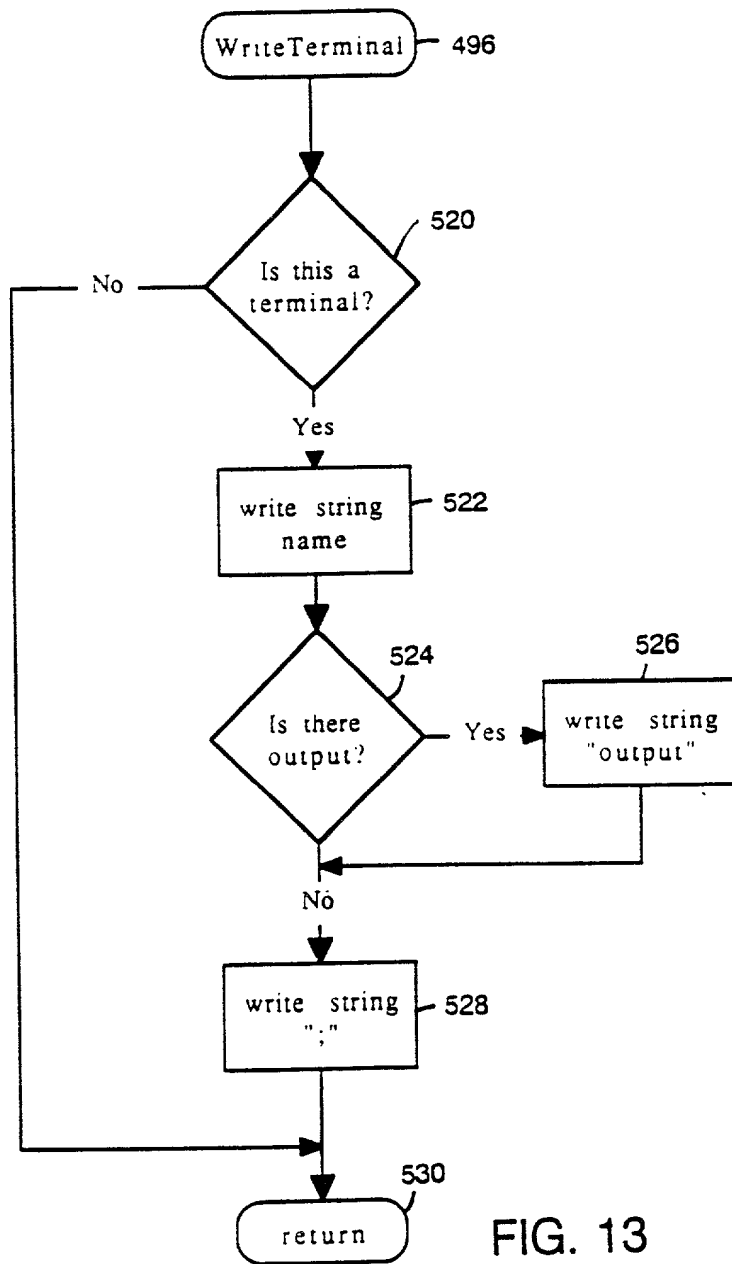 WriteTerminal
496
520
Is this a
terminal?
No
Yes
write string
name
522
524
Is there
output?
Yes
526
write string
"output"
No
write string
";"
528
530
return
FIG. 13